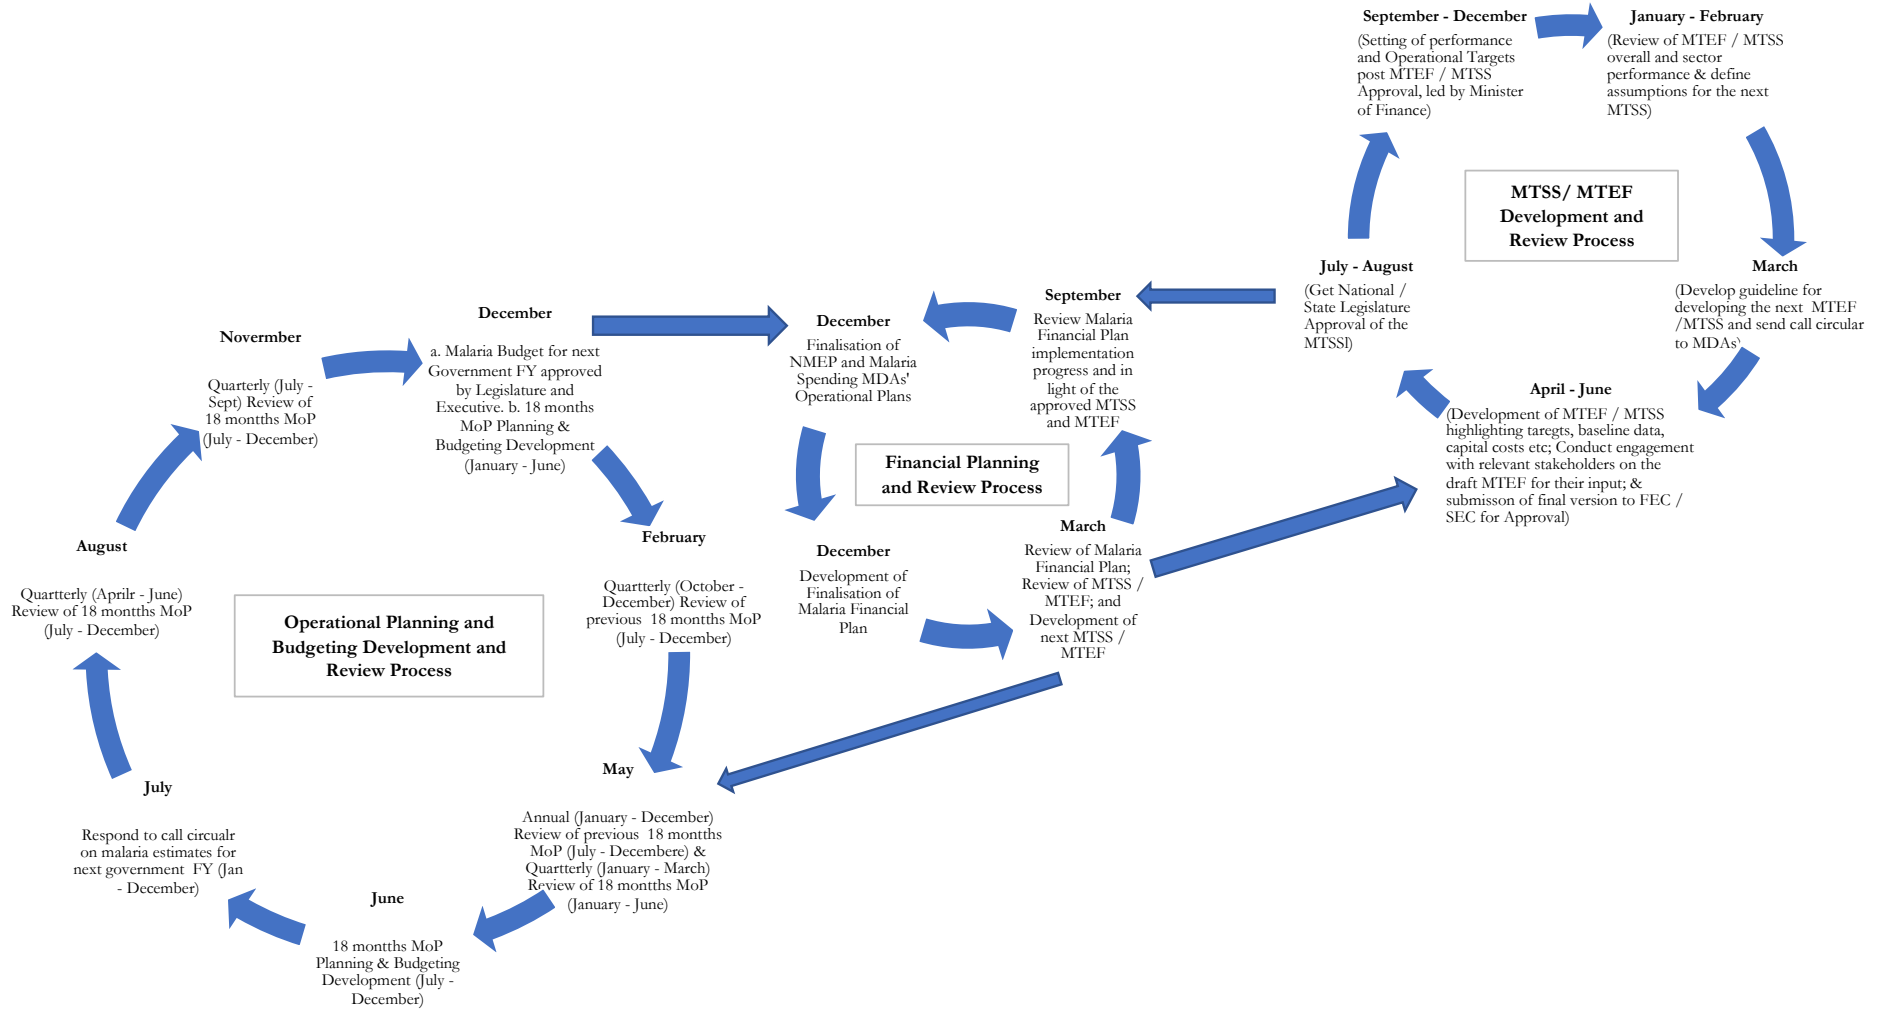 September - December
(Setting of performance
and Operational Targets
post MTEF / MTSS
Approval, led by Minister
of Finance)
January - February
(Review of MTEF / MTSS
overall and sector
performance & define
assumptions for the next
MTSS)
MTSS/ MTEF
Development and
Review Process
July - August
(Get National /
State Legislature
Approval of the
MTSSl)
March
(Develop guideline for
developing the next  MTEF
/MTSS and send call circular
to MDAs)
April - June
(Development of MTEF / MTSS
highlighting taregts, baseline data,
capital costs etc; Conduct engagement
with relevant stakeholders on the
draft MTEF for their input; &
submisson of final version to FEC /
SEC for Approval)
September
Review Malaria
Financial Plan
implementation
progress and in
light of the
approved MTSS
and MTEF
December
Finalisation of
NMEP and Malaria
Spending MDAs'
Operational Plans
Financial Planning
and Review Process
December
Development of
Finalisation of
Malaria Financial
Plan
March
Review of Malaria
Financial Plan;
Review of MTSS /
MTEF; and
Development of
next MTSS /
MTEF
December
a. Malaria Budget for next
Government FY approved
by Legislature and
Executive. b. 18 months
MoP Planning &
Budgeting Development
(January - June)
Novermber
Quarterly (July -
Sept) Review of
18 montths MoP
(July - December)
August
Quartterly (Aprilr - June)
Review of 18 montths MoP
(July - December)
Operational Planning and
Budgeting Development and
Review Process
February
Quartterly (October -
December) Review of
previous  18 montths MoP
(July - December)
May
Annual (January - December)
Review of previous  18 montths
MoP (July - Decembere) &
Quartterly (January - March)
Review of 18 montths MoP
(January - June)
July
Respond to call circualr
on malaria estimates for
next government  FY (Jan
- December)
June
18 montths MoP
Planning & Budgeting
Development (July -
December)